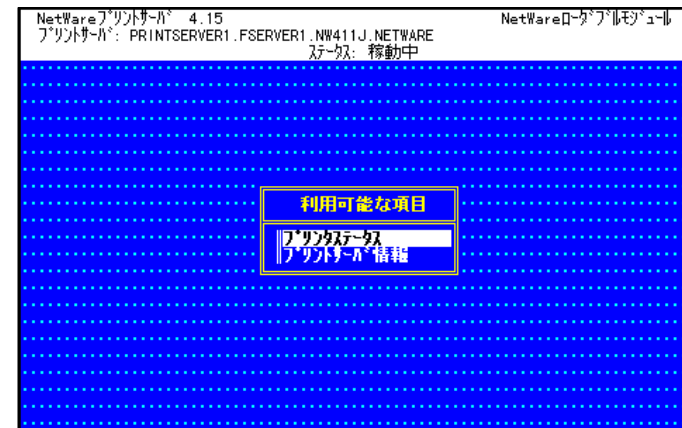 NetWareﾌﾟﾘﾝﾄｻｰﾊﾞ 4.15 NetWareﾛｰﾀﾞﾌﾞﾙﾓｼﾞｭｰﾙ
ﾌﾟﾘﾝﾄｻｰﾊﾞ: PRINTSERVER1.FSERVER1.NW411J.NETWARE
ｽﾃｰﾀｽ: 稼動中
利用可能な項目
ﾌﾟﾘﾝﾀｽﾃｰﾀｽ
ﾌﾟﾘﾝﾄｻｰﾊﾞ情報